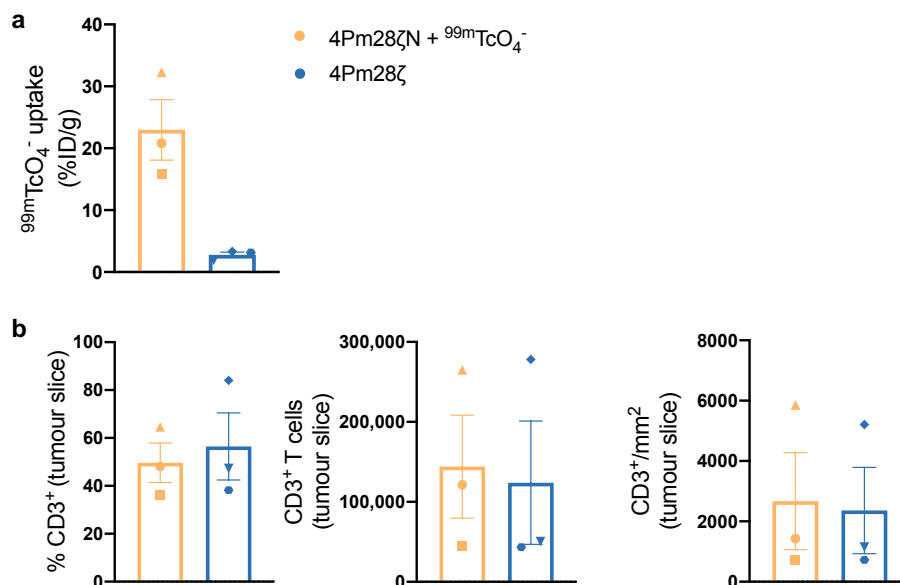 a
40
30
20
10
0
⁹⁹ᵐTcO₄⁻ uptake
(%ID/g)
4Pm28ζN + ⁹⁹ᵐTcO₄⁻
4Pm28ζ
b
100
80
60
40
20
0
% CD3⁺ (tumour slice)
300,000
200,000
100,000
0
CD3⁺ T cells
(tumour slice)
8000
6000
4000
2000
0
CD3⁺/mm²
(tumour slice)